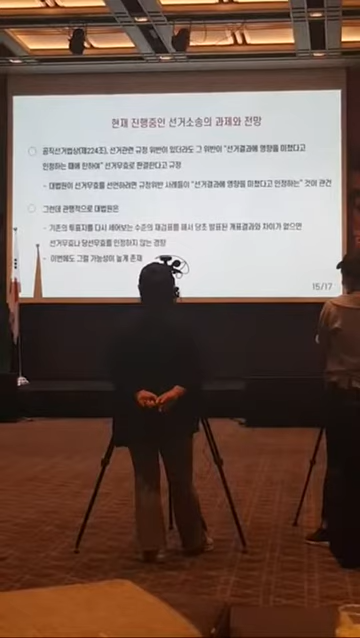 현재 진행중인 선거소송의 과제와 전망
○ 공직선거법상(제224조), 선거관련 규정 위반이 있더라도 그 위반이 "선거결과에 영향을 미쳤다고
인정하는 때에 한하여" 선거무효로 판결한다고 규정
- 대법원이 선거무효를 선언하려면 규정위반 사례들이 "선거결과에 영향을 미쳤다고 인정하는" 것이 관건
○ 그런데 관행적으로 대법원은
- 기존의 투표지를 다시 세어보는 수준의 재검표를 해서 당초 발표된 개표결과와 차이가 없으면
선거무효나 당선무효를 인정하지 않는 경향
- 이번에도 그럴 가능성이 높게 존재
15/17